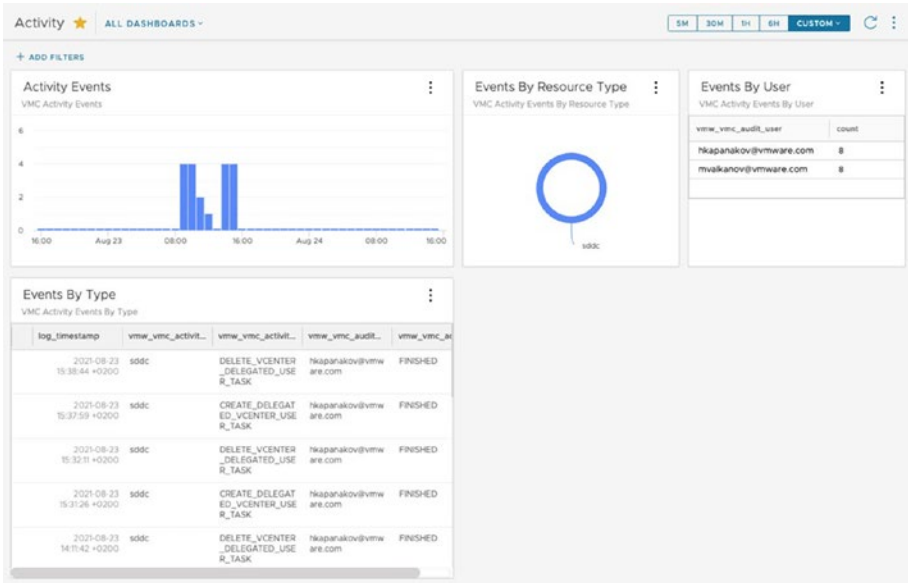 Activity
ALL DASHBOARDS
5M 30M 1H 6H CUSTOM
+ ADD FILTERS
Activity Events
VMC Activity Events
6
4
2
0
16:00 Aug 23 08:00 16:00 Aug 24 08:00 16:00
Events By Resource Type
VMC Activity Events By Resource Type
sddc
Events By User
VMC Activity Events By User
vmw_vmc_audit_user count
hkapanakov@vmware.com 8
mvalkanov@vmware.com 8
Events By Type
VMC Activity Events By Type
log_timestamp vmw_vmc_activit... vmw_vmc_activit... vmw_vmc_audit... vmw_vmc_au
2021-08-23 sddc DELETE_VCENTER hkapanakov@vmw FINISHED
15:38:44 +0200 _DELEGATED_USE are.com
R_TASK
2021-08-23 sddc CREATE_DELEGAT hkapanakov@vmw FINISHED
15:37:59 +0200 ED_VCENTER_USE are.com
R_TASK
2021-08-23 sddc DELETE_VCENTER hkapanakov@vmw FINISHED
15:32:11 +0200 _DELEGATED_USE are.com
R_TASK
2021-08-23 sddc CREATE_DELEGAT hkapanakov@vmw FINISHED
15:31:26 +0200 ED_VCENTER_USE are.com
R_TASK
2021-08-23 sddc DELETE_VCENTER hkapanakov@vmw FINISHED
14:11:42 +0200 _DELEGATED_USE are.com
R_TASK